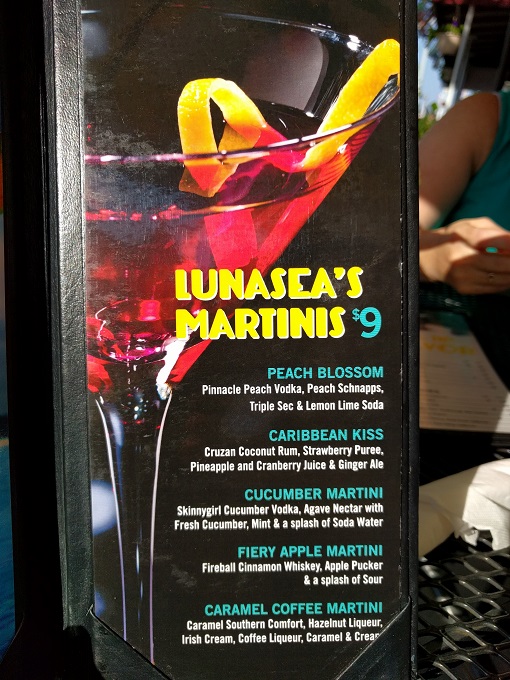 LUNASEA'S
MARTINIS $9
PEACH BLOSSOM
Pinnacle Peach Vodka, Peach Schnapps,
Triple Sec & Lemon Lime Soda
CARIBBEAN KISS
Cruzan Coconut Rum, Strawberry Puree,
Pineapple and Cranberry Juice & Ginger Ale
CUCUMBER MARTINI
Skinnygirl Cucumber Vodka, Agave Nectar with
Fresh Cucumber, Mint & a splash of Soda Water
FIERY APPLE MARTINI
Fireball Cinnamon Whiskey, Apple Pucker
& a splash of Sour
CARAMEL COFFEE MARTINI
Caramel Southern Comfort, Hazelnut Liqueur,
Irish Cream, Coffee Liqueur, Caramel & Cream